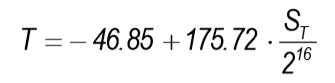 T = − 46.85 + 175.72 · S_T / 2^16